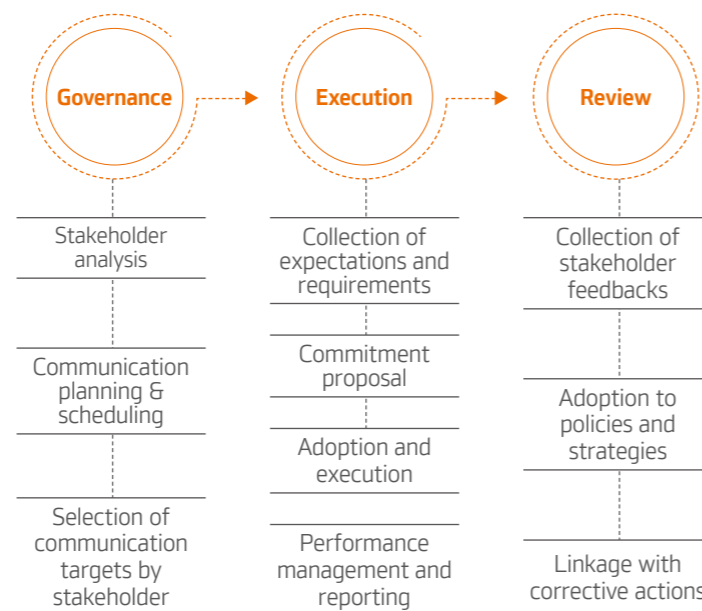 Governance
Stakeholder
analysis
Communication
planning &
scheduling
Selection of
communication
targets by
stakeholder
Execution
Collection of
expectations and
requirements
Commitment
proposal
Adoption and
execution
Performance
management and
reporting
Review
Collection of
stakeholder
feedbacks
Adoption to
policies and
strategies
Linkage with
corrective actions